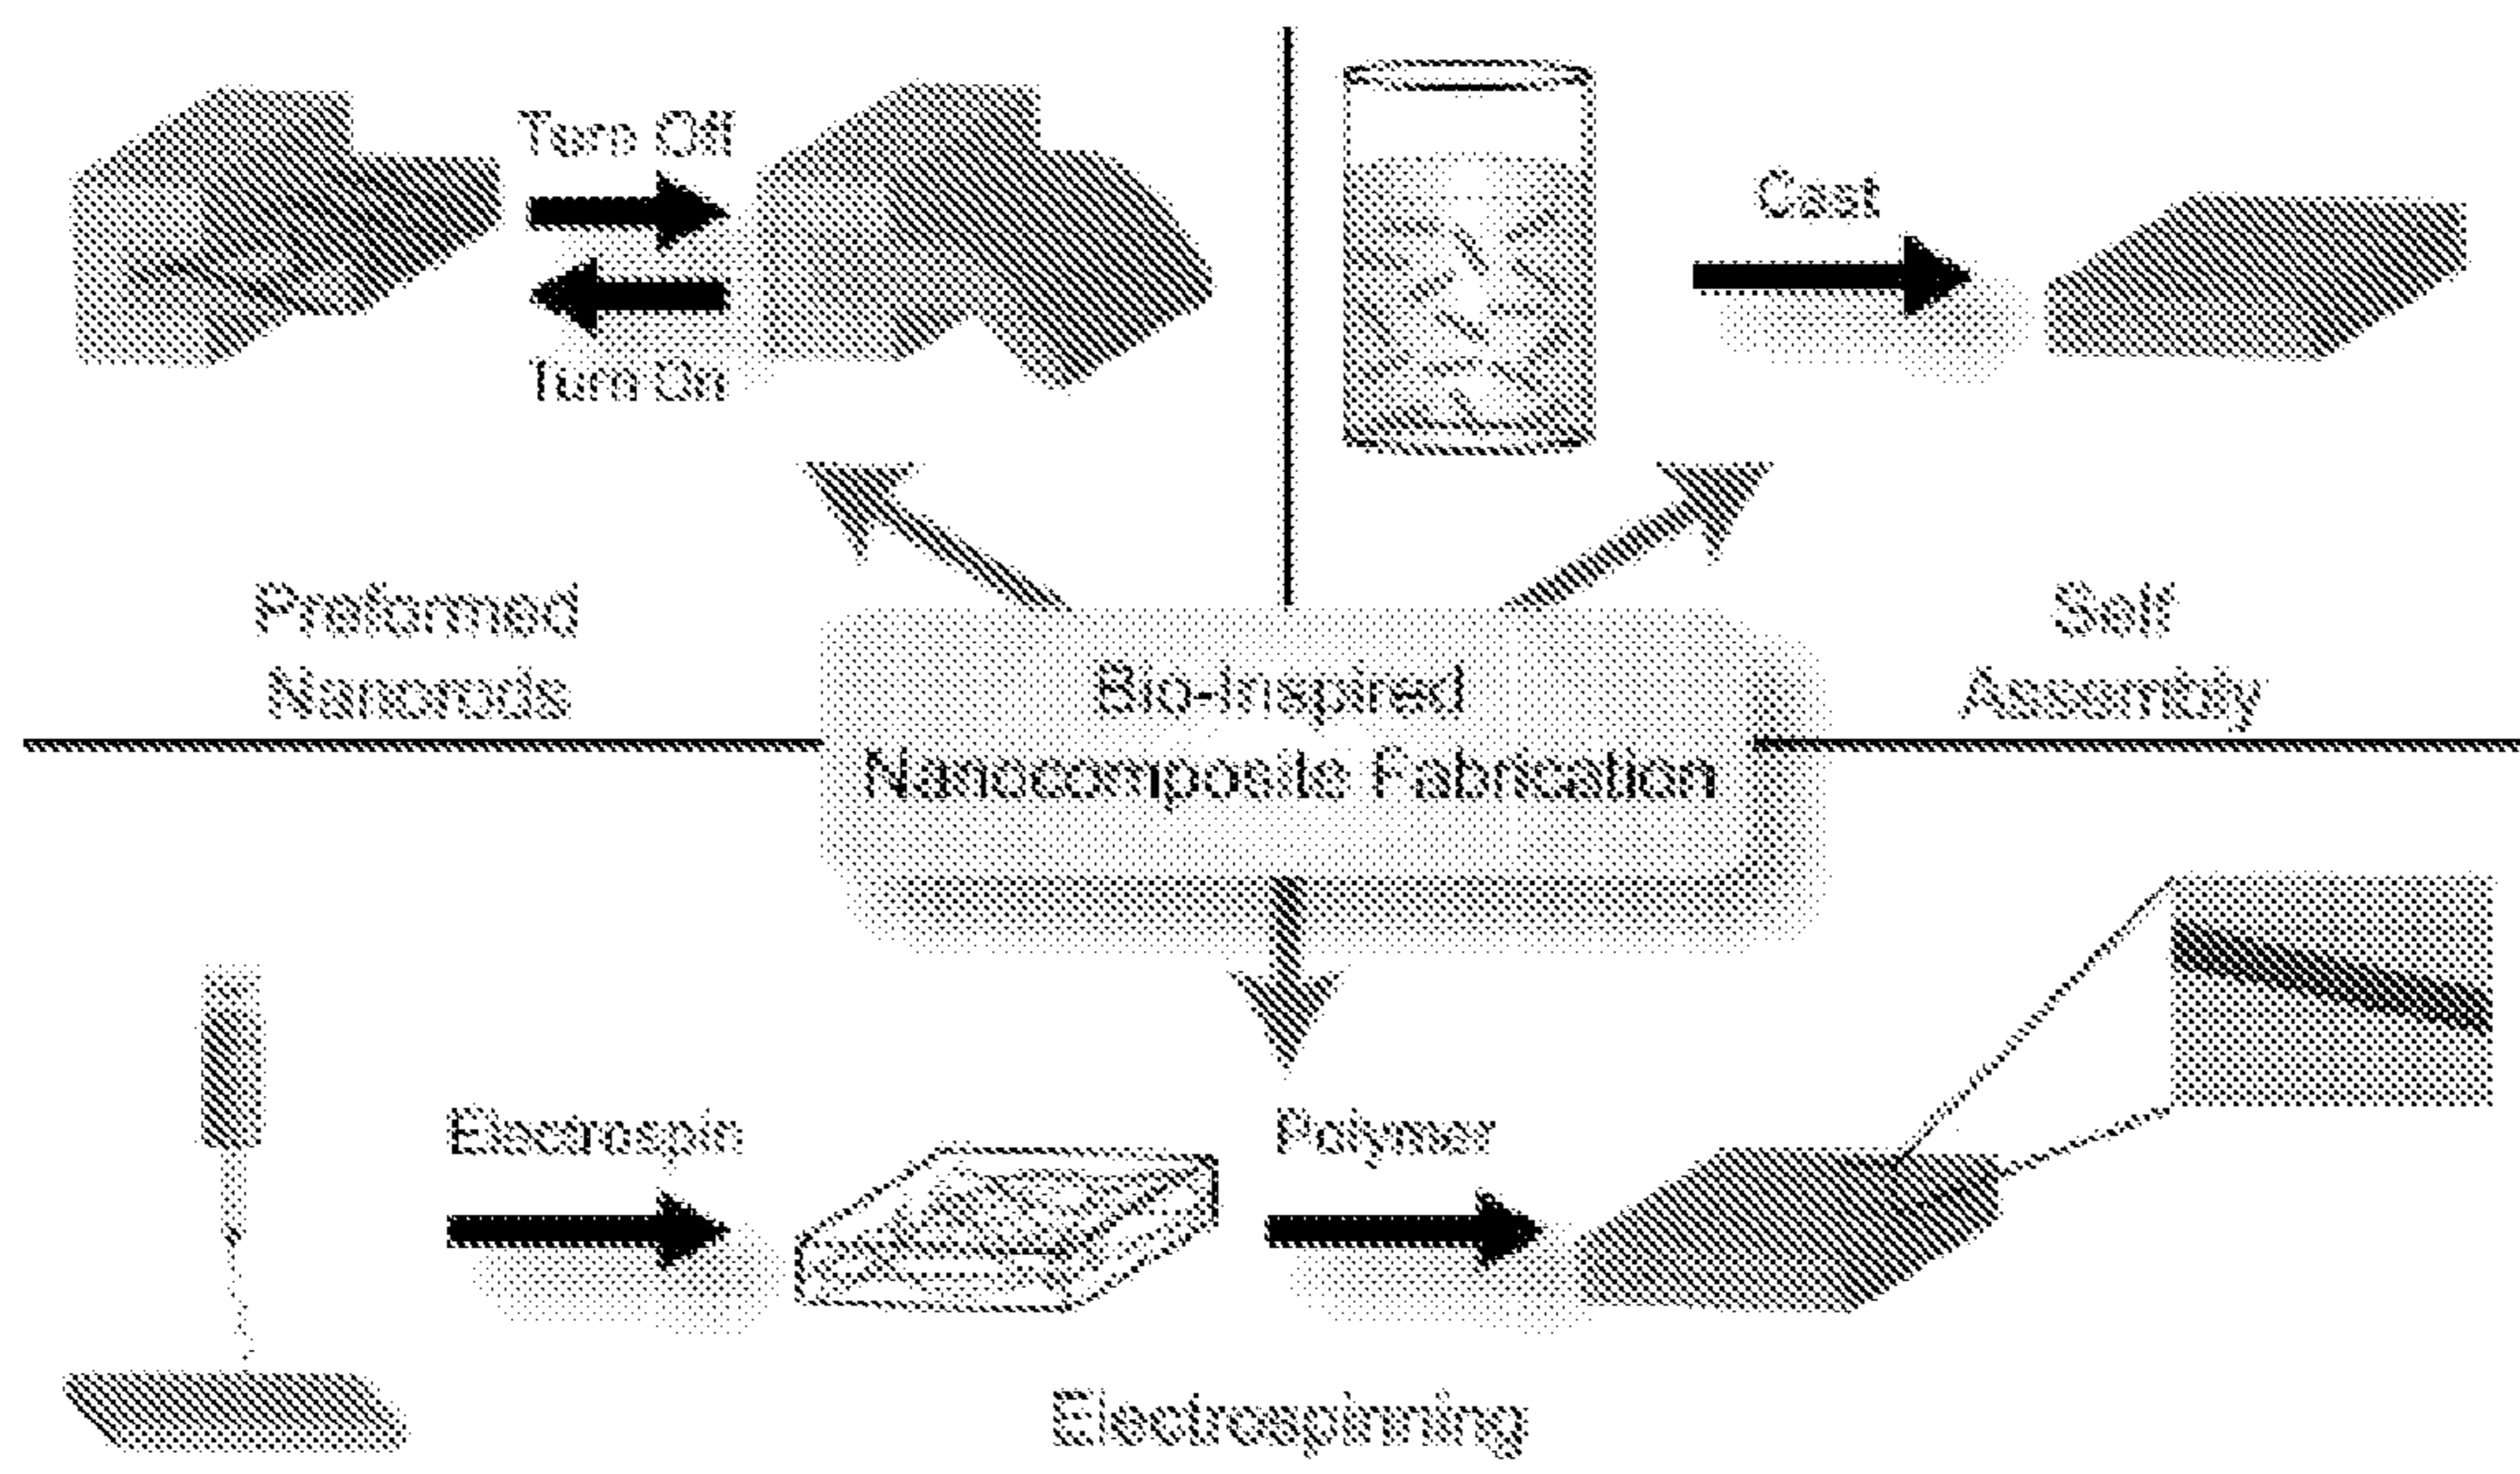 Turn Off
Turn On
Cast
Preformed
Nanorods
Self
Assembly
Bio-Inspired
Nanocomposite Fabrication
Electrospin
Polymer
Electrospinning